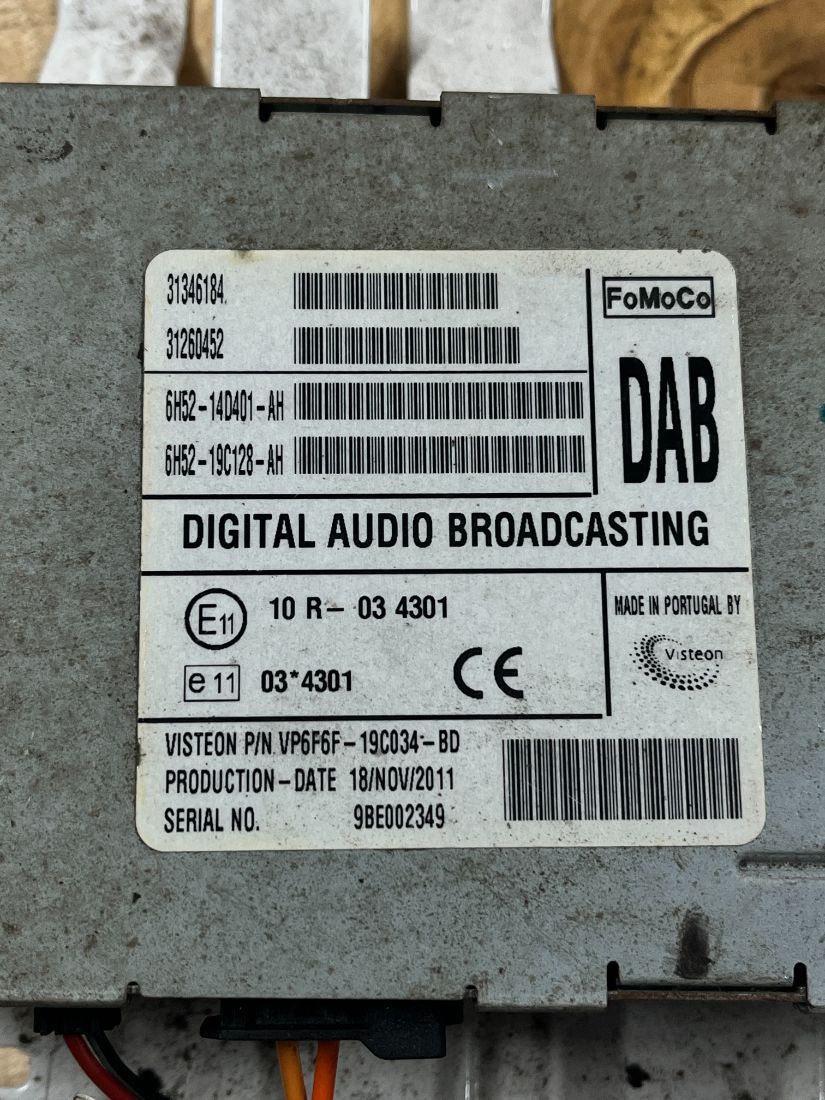 31346184
31260452
6H52-14D401-AH
6H52-19C128-AH
FoMoCo
DAB
DIGITAL AUDIO BROADCASTING
E11 10 R- 03 4301
e 11 03*4301 CE
MADE IN PORTUGAL BY
Visteon
VISTEON P/N VP6F6F-19C034-BD
PRODUCTION-DATE 18/NOV/2011
SERIAL NO. 9BE002349